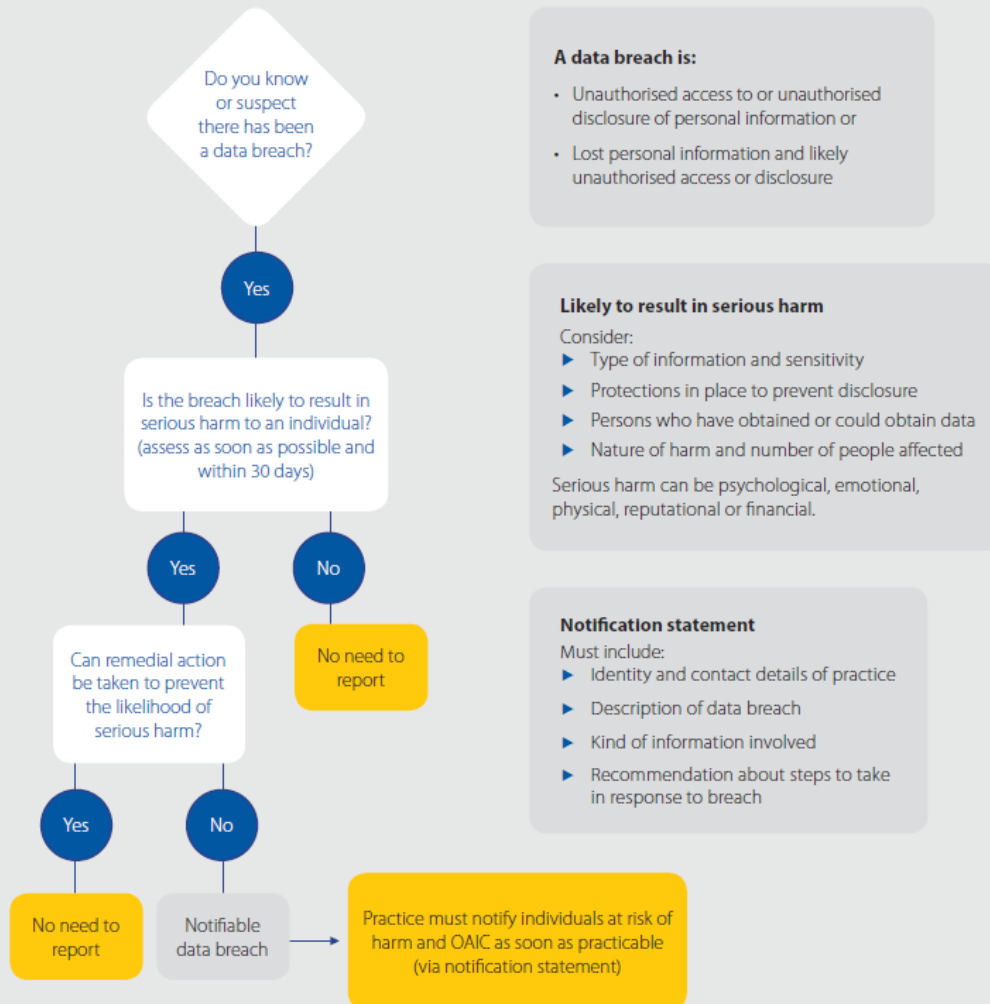 Do you know
or suspect
there has been
a data breach?
Yes
Is the breach likely to result in
serious harm to an individual?
(assess as soon as possible and
within 30 days)
Yes
No
Can remedial action
be taken to prevent
the likelihood of
serious harm?
No need to
report
Yes
No
No need to
report
Notifiable
data breach
Practice must notify individuals at risk of
harm and OAIC as soon as practicable
(via notification statement)
A data breach is:
• Unauthorised access to or unauthorised
disclosure of personal information or
• Lost personal information and likely
unauthorised access or disclosure
Likely to result in serious harm
Consider:
▶ Type of information and sensitivity
▶ Protections in place to prevent disclosure
▶ Persons who have obtained or could obtain data
▶ Nature of harm and number of people affected
Serious harm can be psychological, emotional,
physical, reputational or financial.
Notification statement
Must include:
▶ Identity and contact details of practice
▶ Description of data breach
▶ Kind of information involved
▶ Recommendation about steps to take
in response to breach